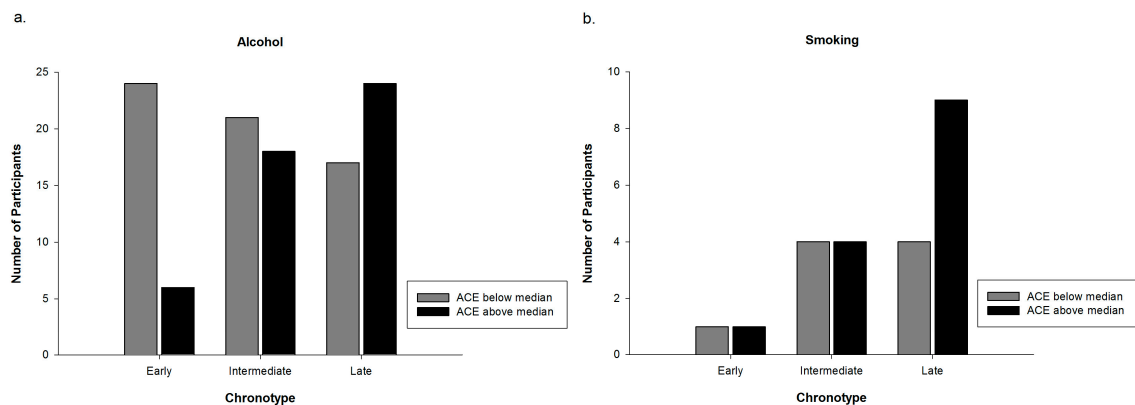 a.
Alcohol
Number of Participants
25
20
15
10
5
0
Early Intermediate Late
Chronotype
ACE below median
ACE above median
b.
Smoking
Number of Participants
10
8
6
4
2
0
Early Intermediate Late
Chronotype
ACE below median
ACE above median